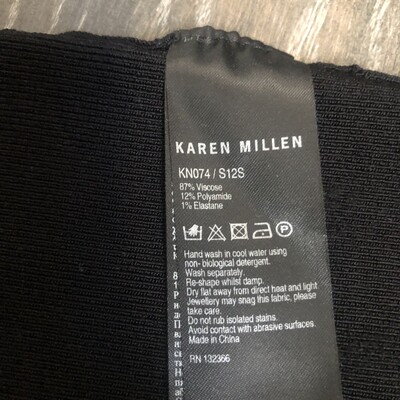 KAREN MILLEN
KN074 / S12S
87% Viscose
12% Polyamide
1% Elastane
P
Hand wash in cool water using
non- biological detergent.
Wash separately.
Re-shape whilst damp.
Dry flat away from direct heat and light.
Jewellery may snag this fabric, please
take care.
Do not rub isolated stains.
Avoid contact with abrasive surfaces.
Made in China
RN 132366